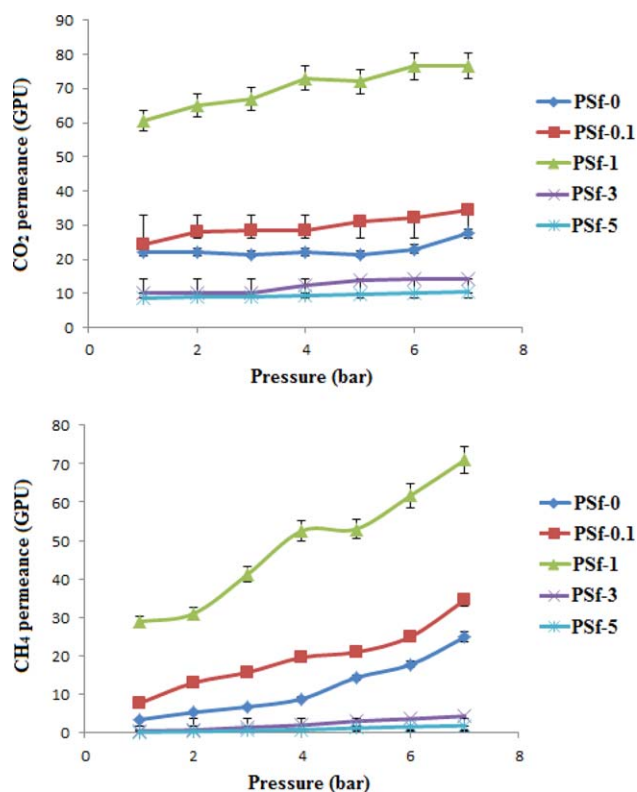 90
80
70
60
50
40
30
20
10
0
CO₂ permeance (GPU)
0 2 4 6 8
Pressure (bar)
PSf-0
PSf-0.1
PSf-1
PSf-3
PSf-5
80
70
60
50
40
30
20
10
0
CH₄ permeance (GPU)
0 2 4 6 8
Pressure (bar)
PSf-0
PSf-0.1
PSf-1
PSf-3
PSf-5